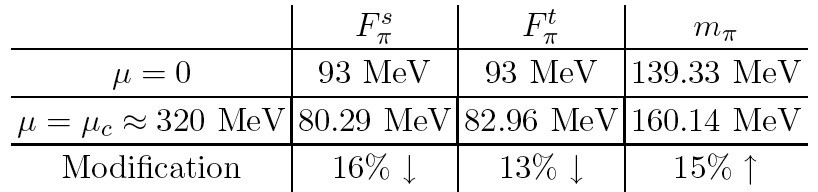 F_π^s F_π^t m_π
μ = 0 93 MeV 93 MeV 139.33 MeV
μ = μ_c ≈ 320 MeV 80.29 MeV 82.96 MeV 160.14 MeV
Modification 16% ↓ 13% ↓ 15% ↑